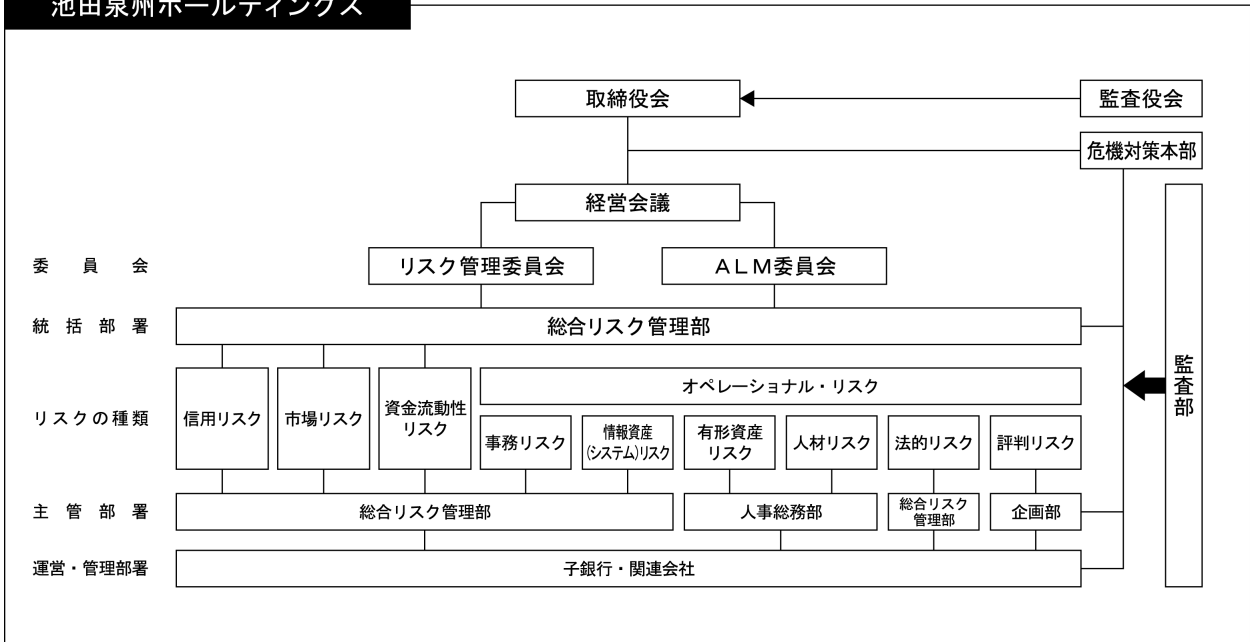 池田泉州ホールディングス
取締役会
監査役会
危機対策本部
経営会議
委員会
リスク管理委員会
ALM委員会
統括部署
総合リスク管理部
監査部
リスクの種類
信用リスク
市場リスク
資金流動性
リスク
オペレーショナル・リスク
事務リスク
情報資産
(システム)リスク
有形資産
リスク
人材リスク
法的リスク
評判リスク
主管部署
総合リスク管理部
人事総務部
総合リスク
管理部
企画部
運営・管理部署
子銀行・関連会社